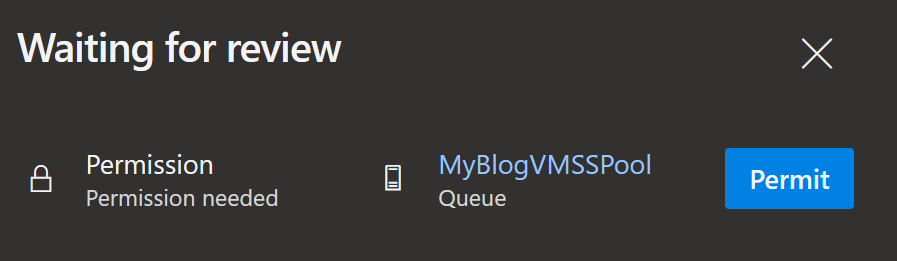 Waiting for review
Permission
Permission needed
MyBlogVMSSPool
Queue
Permit